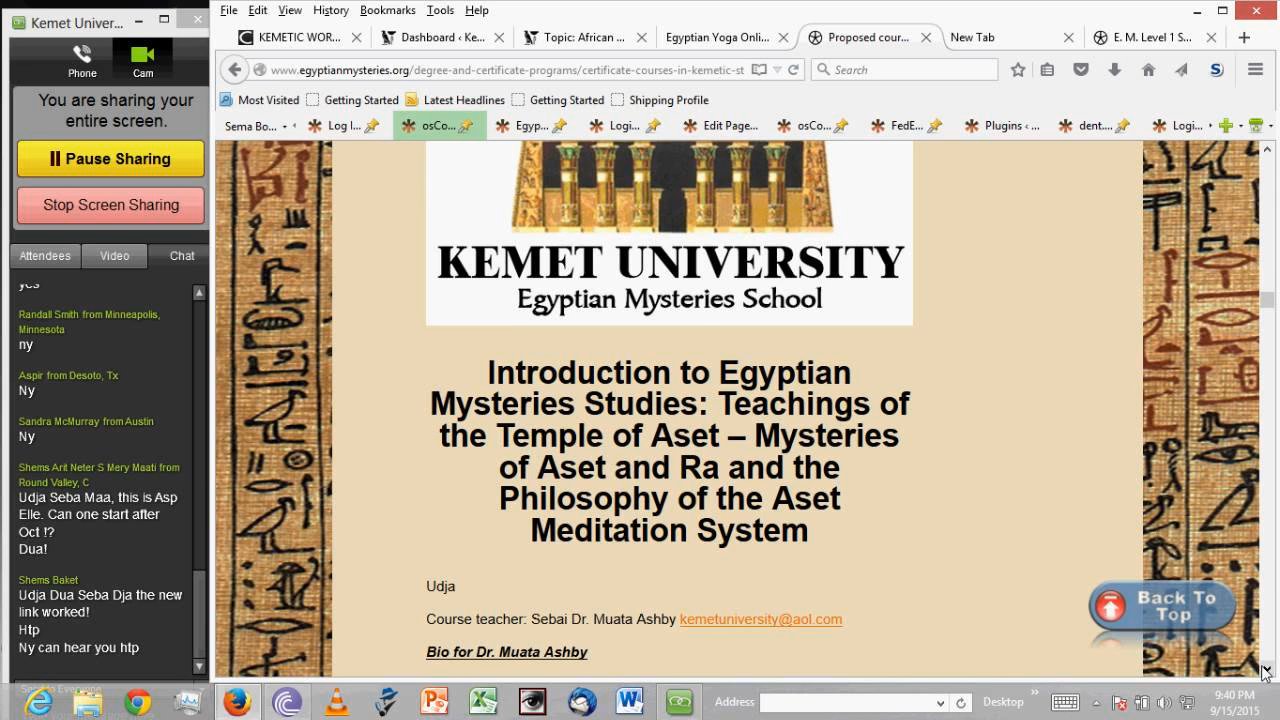 Kemet Univer...
Phone
Cam
You are sharing your
entire screen.
Pause Sharing
Stop Screen Sharing
Attendees
Video
Chat
yes
Randall Smith from Minneapolis,
Minnesota
ny
Aspir from Desoto, Tx
Ny
Sandra McMurray from Austin
Ny
Shems Arit Neter S Mery Maati from
Round Valley, C
Udja Seba Maa, this is Asp
Elle. Can one start after
Oct !?
Dua!
Shems Baket
Udja Dua Seba Dja the new
link worked!
Htp
Ny can hear you htp
Send to Everyone
File Edit View History Bookmarks Tools Help
KEMETIC WOR...
Dashboard ‹ Ke...
Topic: African ...
Egyptian Yoga Onli...
Proposed cour...
New Tab
E. M. Level 1 S...
www.egyptianmysteries.org/degree-and-certificate-programs/certificate-courses-in-kemetic-st
Search
Most Visited
Getting Started
Latest Headlines
Getting Started
Shipping Profile
Sema Bo...
Log I...
osCo...
Egyp...
Logi...
Edit Page...
osCo...
FedE...
Plugins ‹ ...
dent...
Logi...
KEMET UNIVERSITY
Egyptian Mysteries School
Introduction to Egyptian
Mysteries Studies: Teachings of
the Temple of Aset – Mysteries
of Aset and Ra and the
Philosophy of the Aset
Meditation System
Udja
Course teacher: Sebai Dr. Muata Ashby kemetuniversity@aol.com
Bio for Dr. Muata Ashby
Back To
Top
Address
Desktop
9:40 PM
9/15/2015